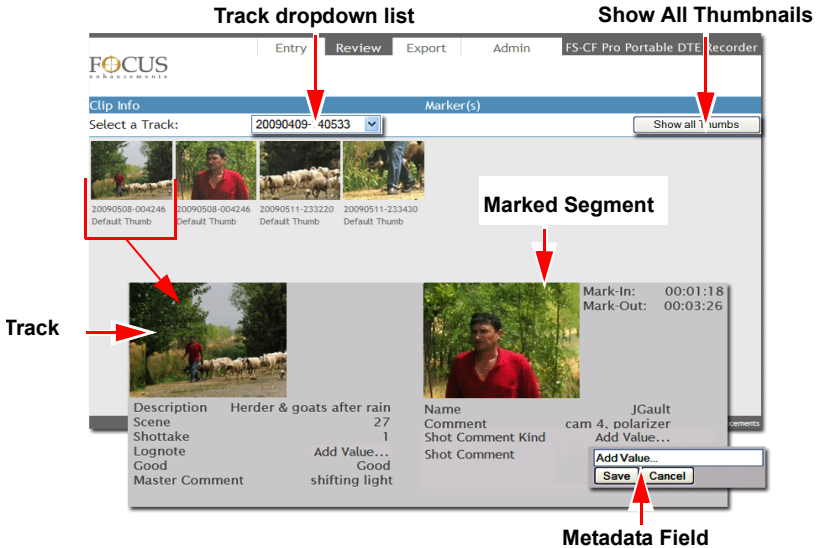 Track dropdown list
Show All Thumbnails
FOCUS
enhancements
Entry
Review
Export
Admin
FS-CF Pro Portable DTE Recorder
Clip Info
Marker(s)
Select a Track:
20090409-140533
Show all Thumbs
20090508-004246
Default Thumb
20090508-004246
Default Thumb
20090511-233220
Default Thumb
20090511-233430
Default Thumb
Marked Segment
Mark-In: 00:01:18
Mark-Out: 00:03:26
Track
Description Herder & goats after rain
Scene 27
Shottake 1
Lognote Add Value...
Good Good
Master Comment shifting light
Name JGault
Comment cam 4, polarizer
Shot Comment Kind Add Value...
Shot Comment
Add Value...
Save
Cancel
Metadata Field